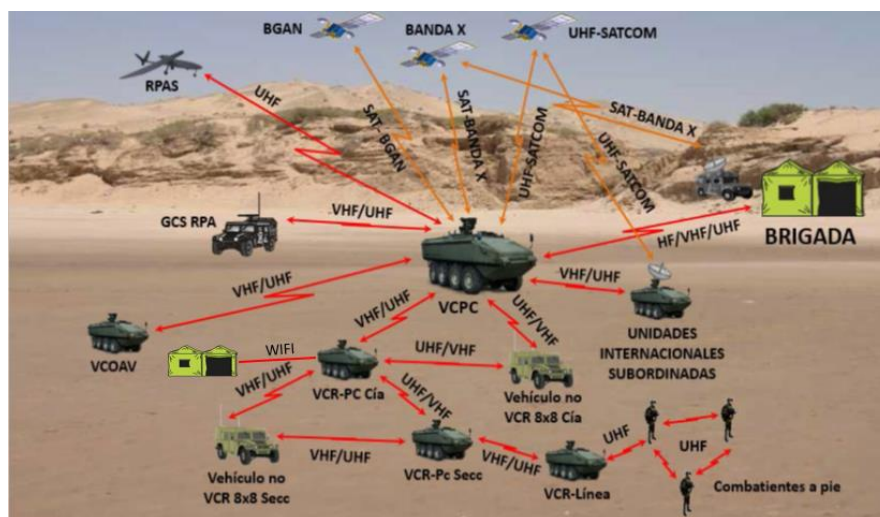 BGAN
BANDA X
UHF-SATCOM
RPAS
UHF
SAT- BGAN
SAT-BANDA X
UHF-SATCOM
SAT-BANDA X
UHF-SATCOM
GCS RPA
VHF/UHF
HF/VHF/UHF
BRIGADA
VHF/UHF
VCPC
VHF/UHF
UNIDADES
INTERNACIONALES
SUBORDINADAS
VCOAV
WIFI
VHF/UHF
UHF/VHF
UHF/VHF
VHF/UHF
VCR-PC Cía
UHF/VHF
Vehículo no
VCR 8x8 Cía
Vehículo no
VCR 8x8 Secc
VHF/UHF
VCR-Pc Secc
VHF/UHF
VCR-Línea
UHF
UHF
Combatientes a pie